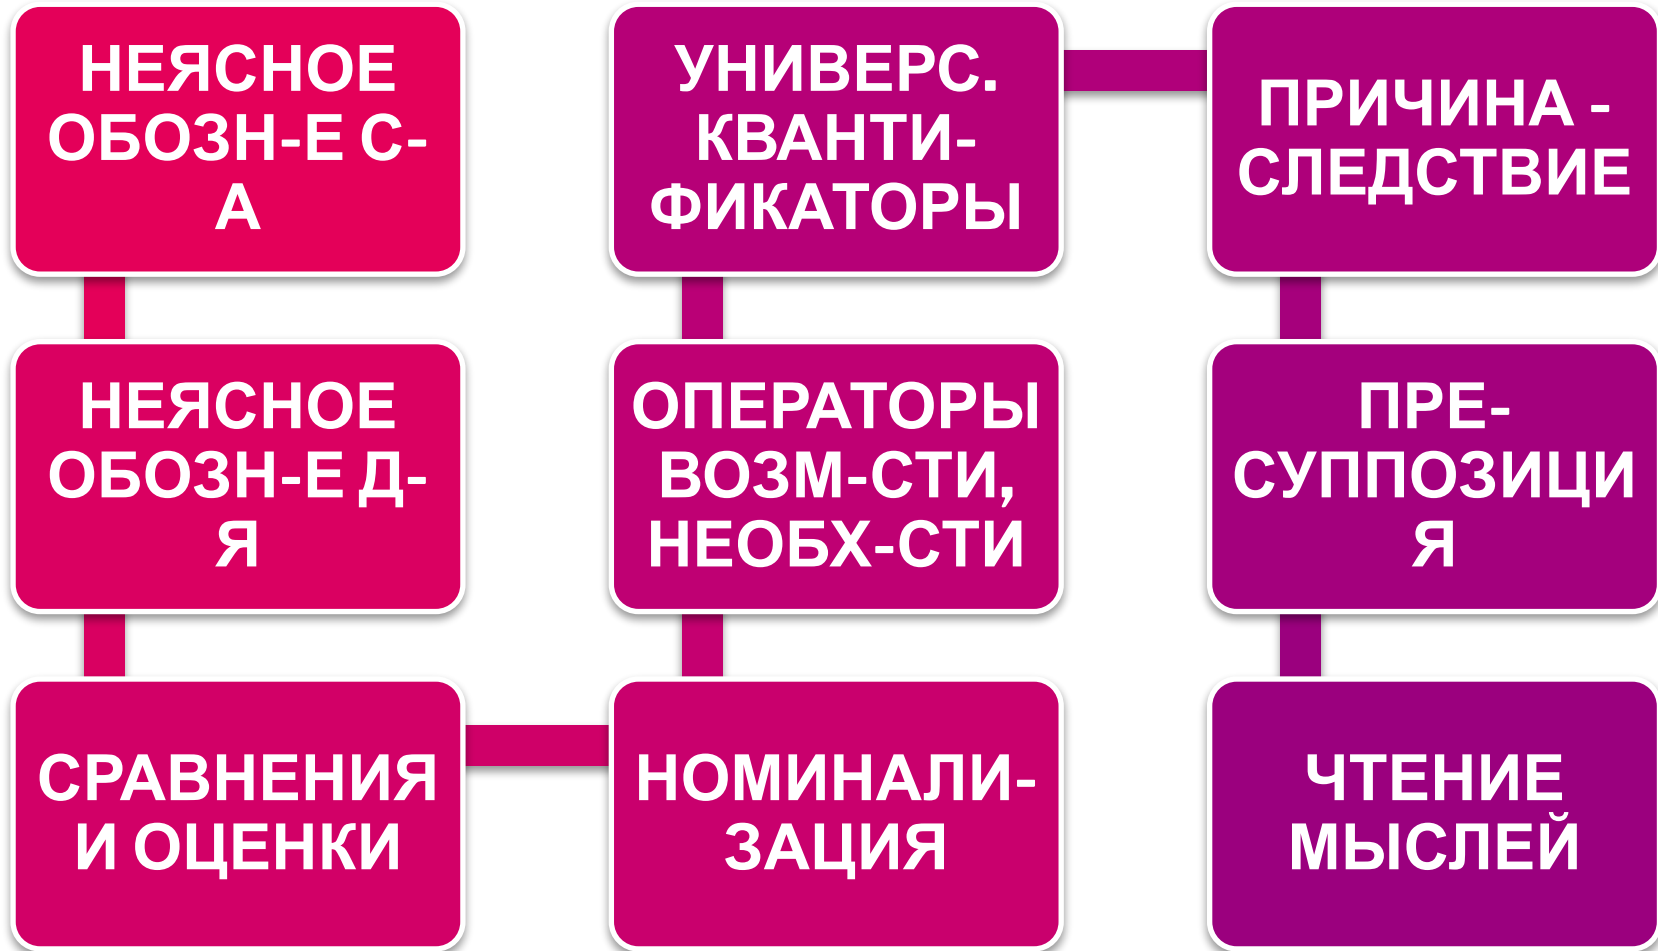 НЕЯСНОЕ
ОБОЗН-Е С-
А
НЕЯСНОЕ
ОБОЗН-Е Д-
Я
СРАВНЕНИЯ
И ОЦЕНКИ
НОМИНАЛИ-
ЗАЦИЯ
ОПЕРАТОРЫ
ВОЗМ-СТИ,
НЕОБХ-СТИ
УНИВЕРС.
КВАНТИ-
ФИКАТОРЫ
ПРИЧИНА -
СЛЕДСТВИЕ
ПРЕ-
СУППОЗИЦИ
Я
ЧТЕНИЕ
МЫСЛЕЙ